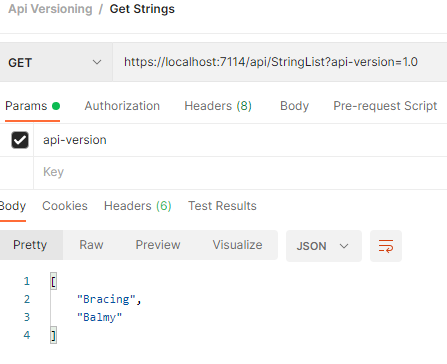 Api Versioning / Get Strings
GET https://localhost:7114/api/StringList?api-version=1.0
Params Authorization Headers (8) Body Pre-request Script
api-version
Key
Body Cookies Headers (6) Test Results
Pretty Raw Preview Visualize JSON
1 [
2 "Bracing",
3 "Balmy"
4 ]